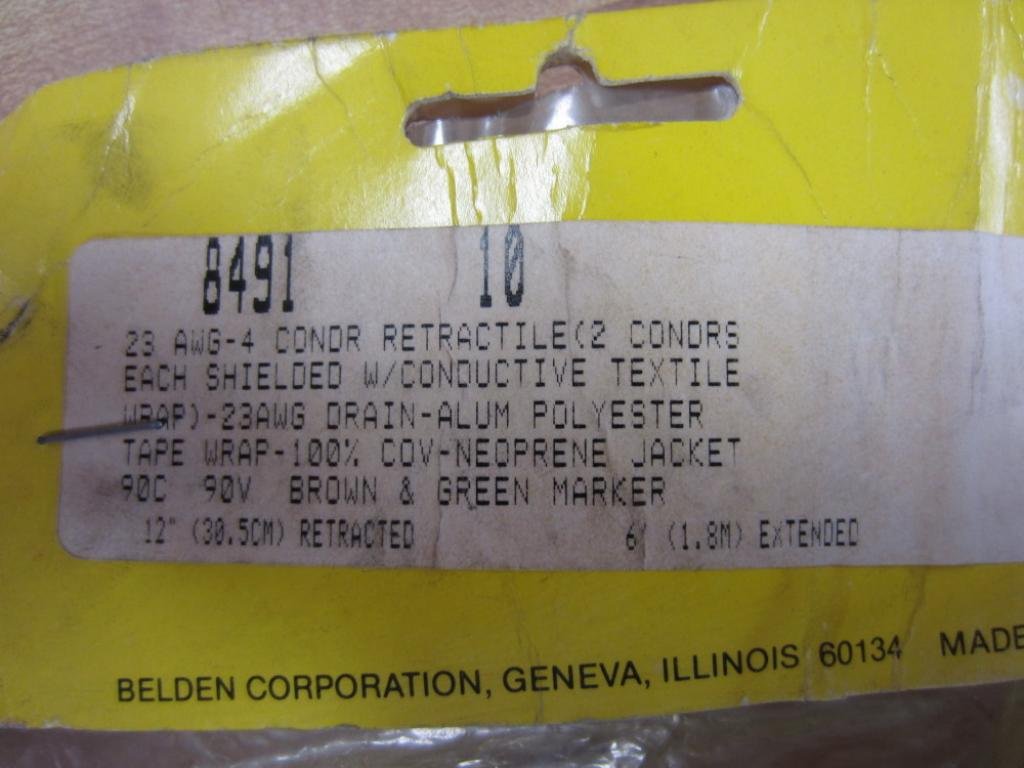 8491 10
23 AWG-4 CONDR RETRACTILE(2 CONDRS
EACH SHIELDED W/CONDUCTIVE TEXTILE
WRAP)-23AWG DRAIN-ALUM POLYESTER
TAPE WRAP-100% COV-NEOPRENE JACKET
90C 90V BROWN & GREEN MARKER
12" (30.5CM) RETRACTED 6' (1.8M) EXTENDED
BELDEN CORPORATION, GENEVA, ILLINOIS 60134 MADE